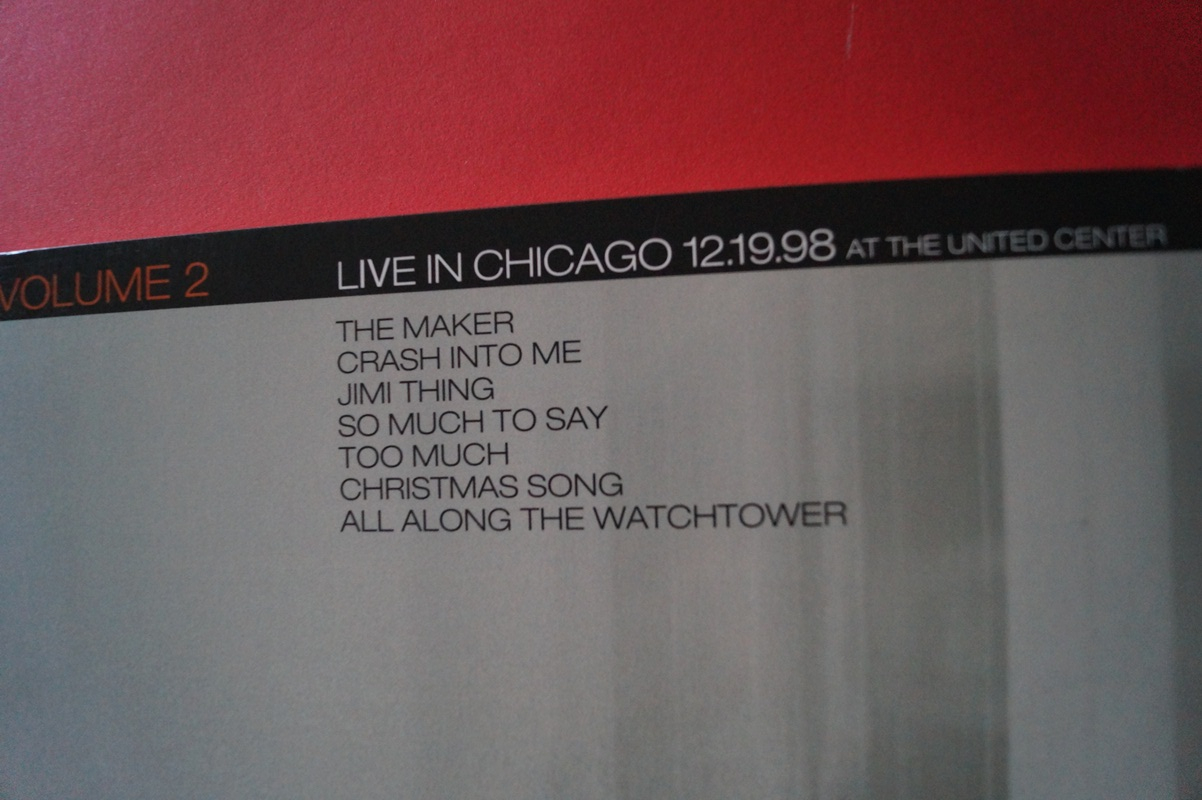 VOLUME 2
LIVE IN CHICAGO 12.19.98 AT THE UNITED CENTER
THE MAKER
CRASH INTO ME
JIMI THING
SO MUCH TO SAY
TOO MUCH
CHRISTMAS SONG
ALL ALONG THE WATCHTOWER